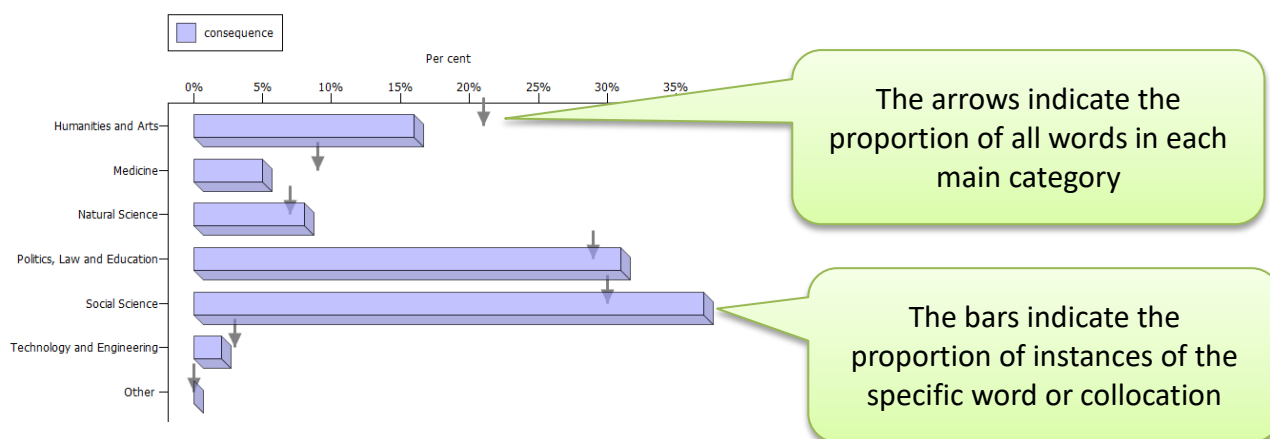 consequence
Per cent
0% 5% 10% 15% 20% 25% 30% 35%
Humanities and Arts
Medicine
Natural Science
Politics, Law and Education
Social Science
Technology and Engineering
Other
The arrows indicate the
proportion of all words in each
main category
The bars indicate the
proportion of instances of the
specific word or collocation